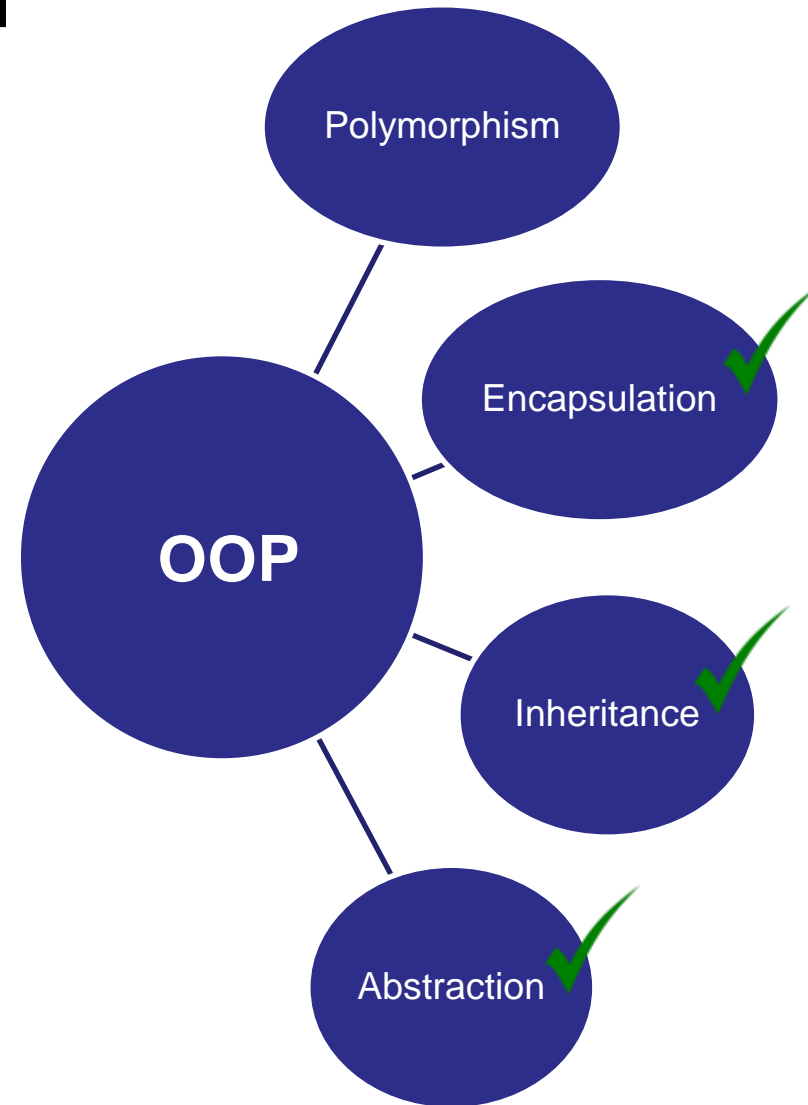 Polymorphism
Encapsulation
OOP
Inheritance
Abstraction